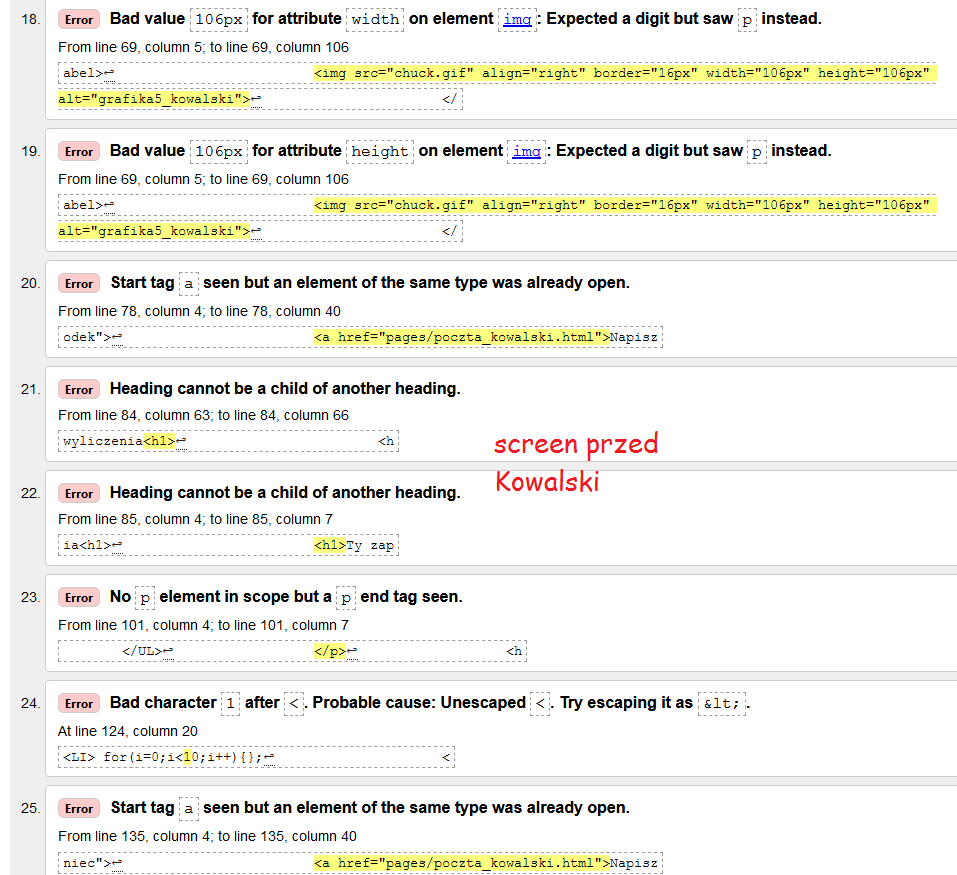 18. Error Bad value 106px for attribute width on element img: Expected a digit but saw p instead.
From line 69, column 5; to line 69, column 106
abel>↩ <img src="chuck.gif" align="right" border="16px" width="106px" height="106px"
alt="grafika5_kowalski">↩ </
19. Error Bad value 106px for attribute height on element img: Expected a digit but saw p instead.
From line 69, column 5; to line 69, column 106
abel>↩ <img src="chuck.gif" align="right" border="16px" width="106px" height="106px"
alt="grafika5_kowalski">↩ </
20. Error Start tag a seen but an element of the same type was already open.
From line 78, column 4; to line 78, column 40
odek">↩ <a href="pages/poczta_kowalski.html">Napisz
21. Error Heading cannot be a child of another heading.
From line 84, column 63; to line 84, column 66
wyliczenia<h1>↩ <h
screen przed
Kowalski
22. Error Heading cannot be a child of another heading.
From line 85, column 4; to line 85, column 7
ia<h1>↩ <h1>Ty zap
23. Error No p element in scope but a p end tag seen.
From line 101, column 4; to line 101, column 7
</UL>↩ </p>↩ <h
24. Error Bad character 1 after <. Probable cause: Unescaped <. Try escaping it as &lt;.
At line 124, column 20
<LI> for(i=0;i<10;i++){};↩ <
25. Error Start tag a seen but an element of the same type was already open.
From line 135, column 4; to line 135, column 40
niec">↩ <a href="pages/poczta_kowalski.html">Napisz